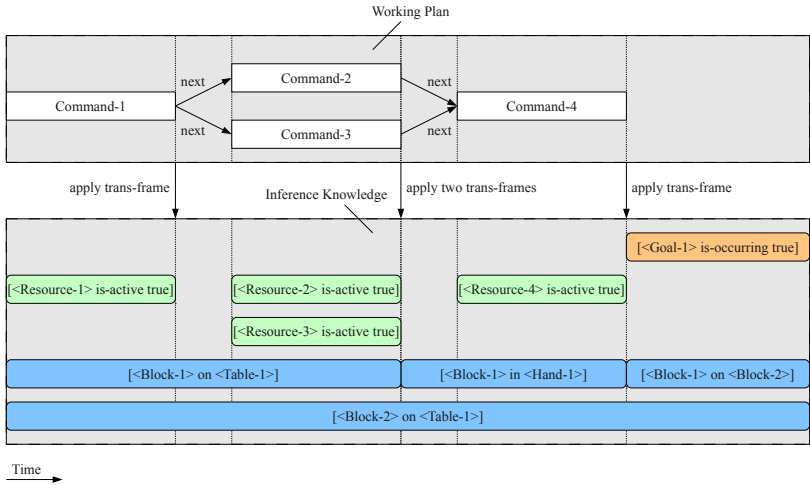 Working Plan
Command-1
next
next
Command-2
Command-3
next
next
Command-4
apply trans-frame
apply two trans-frames
apply trans-frame
Inference Knowledge
[<Goal-1> is-occurring true]
[<Resource-1> is-active true]
[<Resource-2> is-active true]
[<Resource-4> is-active true]
[<Resource-3> is-active true]
[<Block-1> on <Table-1>]
[<Block-1> in <Hand-1>]
[<Block-1> on <Block-2>]
[<Block-2> on <Table-1>]
Time